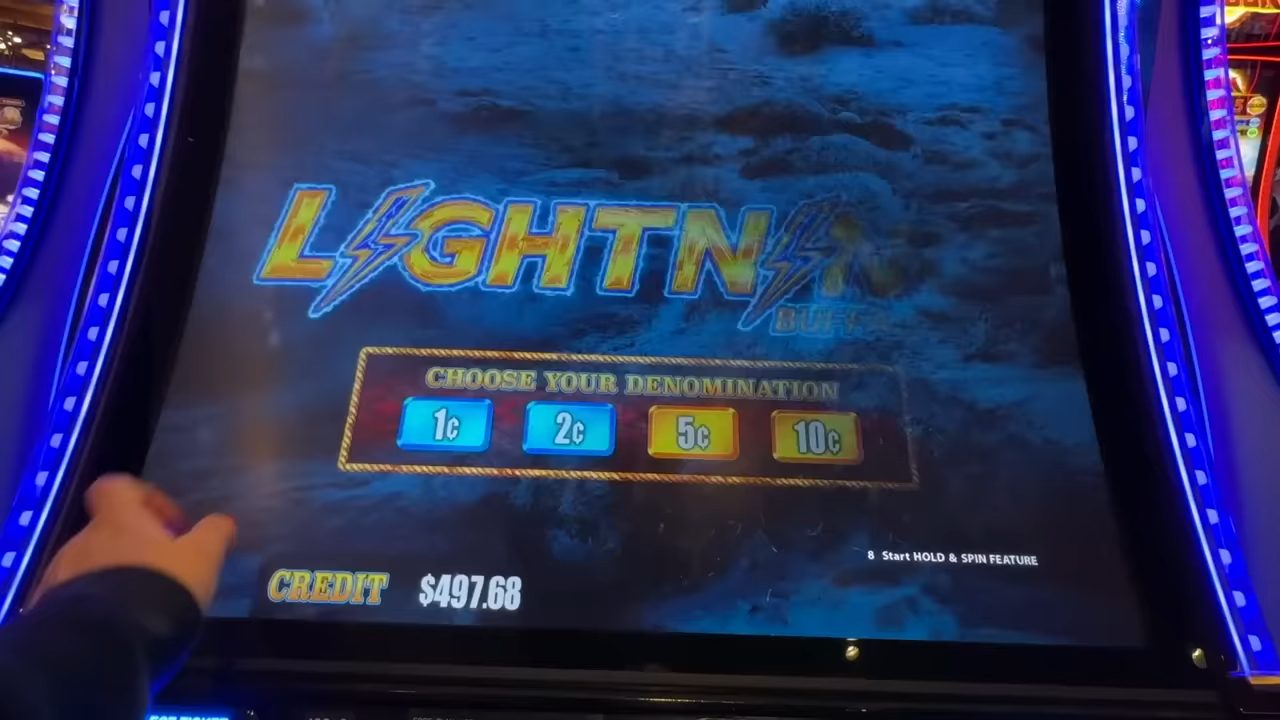 LIGHTN
CHOOSE YOUR DENOMINATION
1¢ 2¢ 5¢ 10¢
8 Start HOLD & SPIN FEATURE
CREDIT $497.68